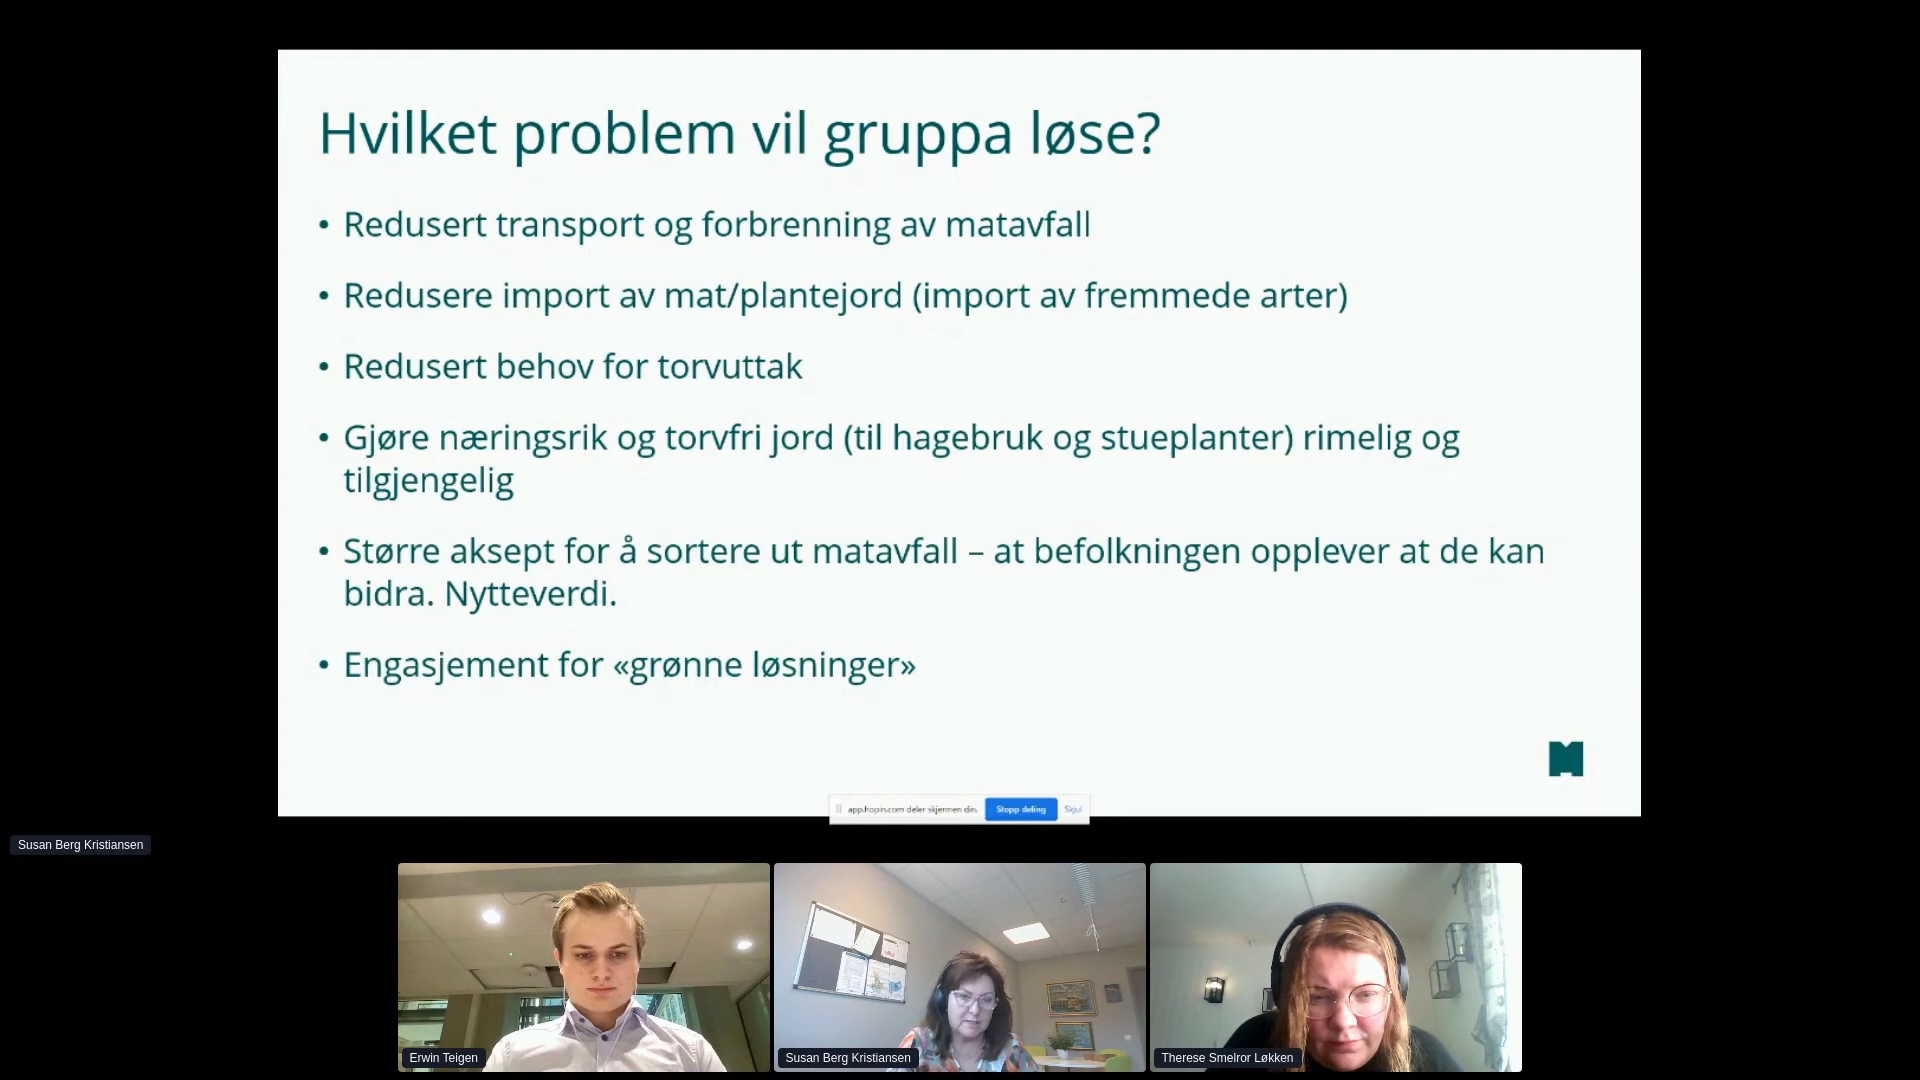 Hvilket problem vil gruppa løse?
• Redusert transport og forbrenning av matavfall
• Redusere import av mat/plantejord (import av fremmede arter)
• Redusert behov for torvuttak
• Gjøre næringsrik og torvfri jord (til hagebruk og stueplanter) rimelig og
tilgjengelig
• Større aksept for å sortere ut matavfall – at befolkningen opplever at de kan
bidra. Nytteverdi.
• Engasjement for «grønne løsninger»
app.hopin.com deler skjermen din. Stopp deling Skjul
Susan Berg Kristiansen
Erwin Teigen
Susan Berg Kristiansen
Therese Smelror Løkken